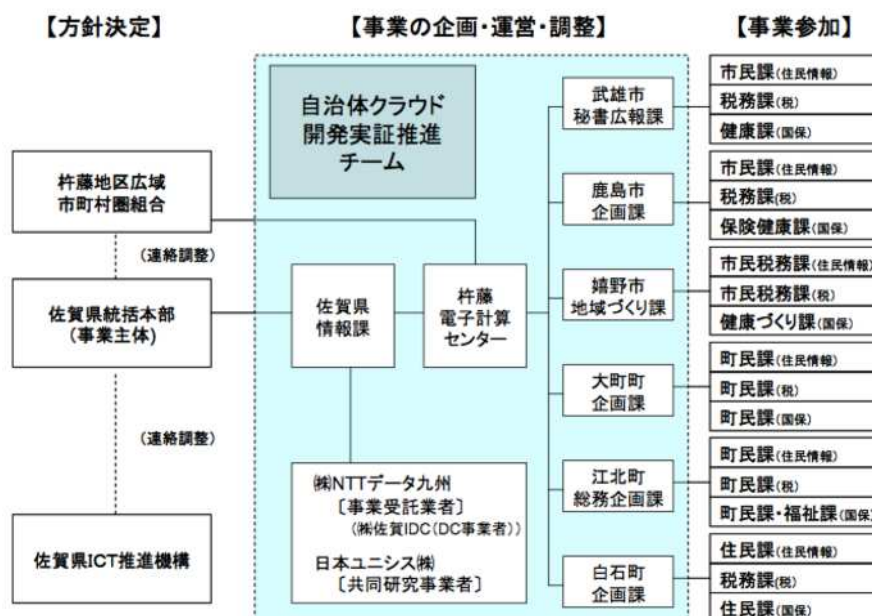 【方針決定】
【事業の企画・運営・調整】
【事業参加】
杵藤地区広域
市町村圏組合
(連絡調整)
佐賀県統括本部
(事業主体)
(連絡調整)
佐賀県ICT推進機構
自治体クラウド
開発実証推進
チーム
佐賀県
情報課
杵藤
電子計算
センター
㈱NTTデータ九州
〔事業受託業者〕
(㈱佐賀IDC(DC事業者))
日本ユニシス㈱
〔共同研究事業者〕
武雄市
秘書広報課
鹿島市
企画課
嬉野市
地域づくり課
大町町
企画課
江北町
総務企画課
白石町
企画課
市民課(住民情報)
税務課(税)
健康課(国保)
市民課(住民情報)
税務課(税)
保険健康課(国保)
市民税務課(住民情報)
市民税務課(税)
健康づくり課(国保)
町民課(住民情報)
町民課(税)
町民課(国保)
町民課(住民情報)
町民課(税)
町民課・福祉課(国保)
住民課(住民情報)
税務課(税)
住民課(国保)